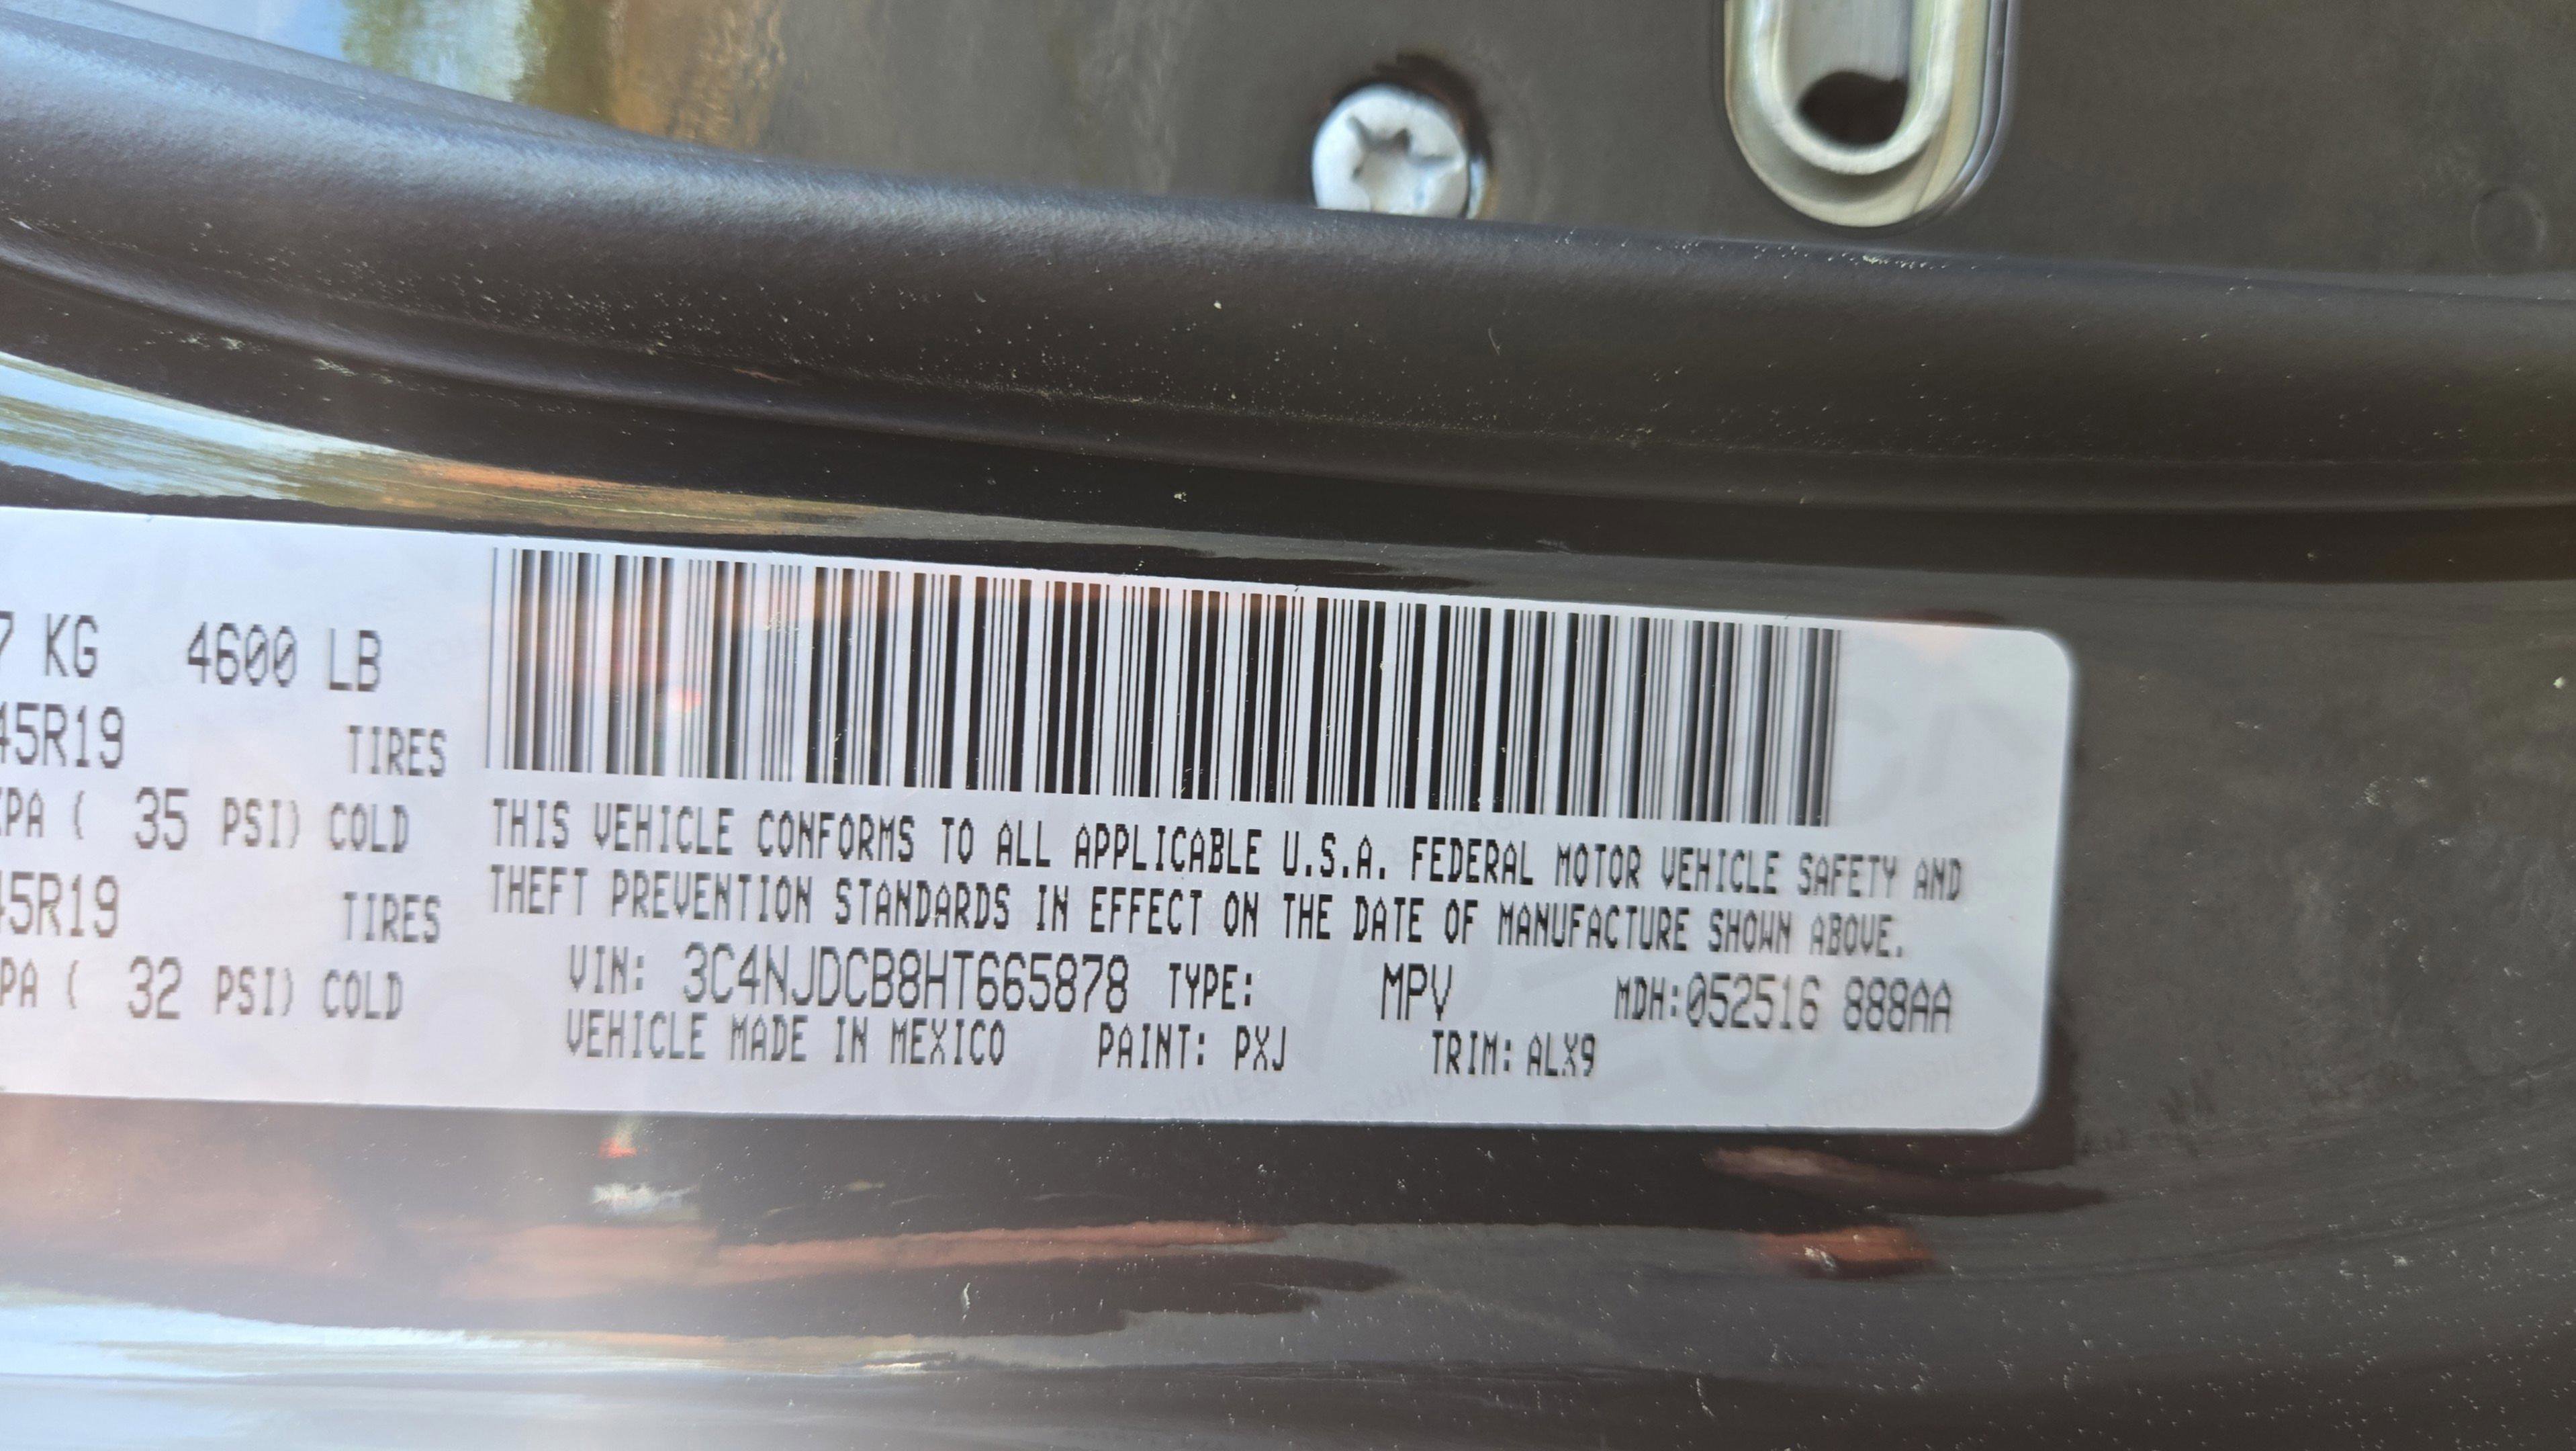 KG 4600 LB
45R19 TIRES
KPA ( 35 PSI) COLD
45R19 TIRES
PA ( 32 PSI) COLD
THIS VEHICLE CONFORMS TO ALL APPLICABLE U.S.A. FEDERAL MOTOR VEHICLE SAFETY AND
THEFT PREVENTION STANDARDS IN EFFECT ON THE DATE OF MANUFACTURE SHOWN ABOVE.
VIN: 3C4NJDCB8HT665878 TYPE: MPV MDH:052516 888AA
VEHICLE MADE IN MEXICO PAINT: PXJ TRIM: ALX9